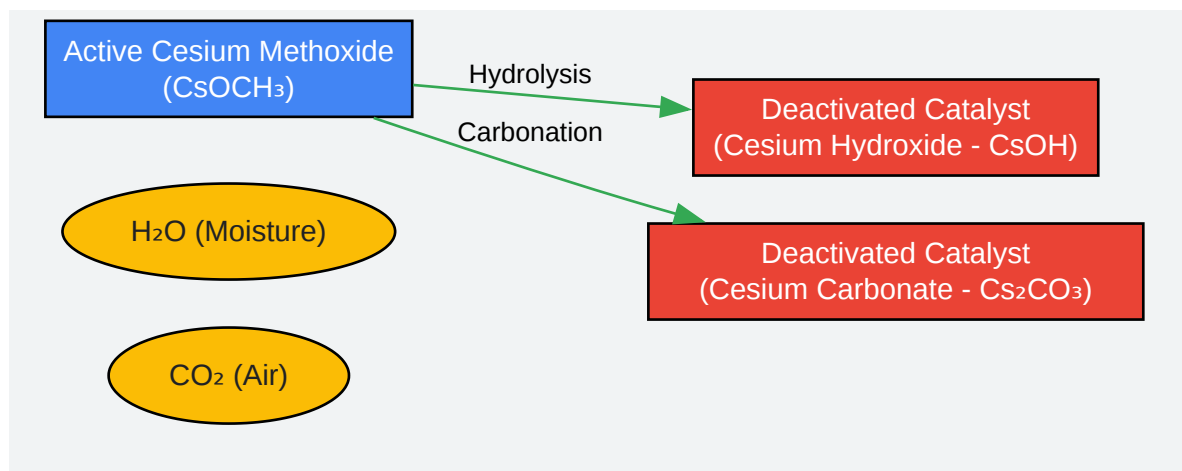 Active Cesium Methoxide
(CsOCH₃)
Hydrolysis
Carbonation
Deactivated Catalyst
(Cesium Hydroxide - CsOH)
Deactivated Catalyst
(Cesium Carbonate - Cs₂CO₃)
H₂O (Moisture)
CO₂ (Air)